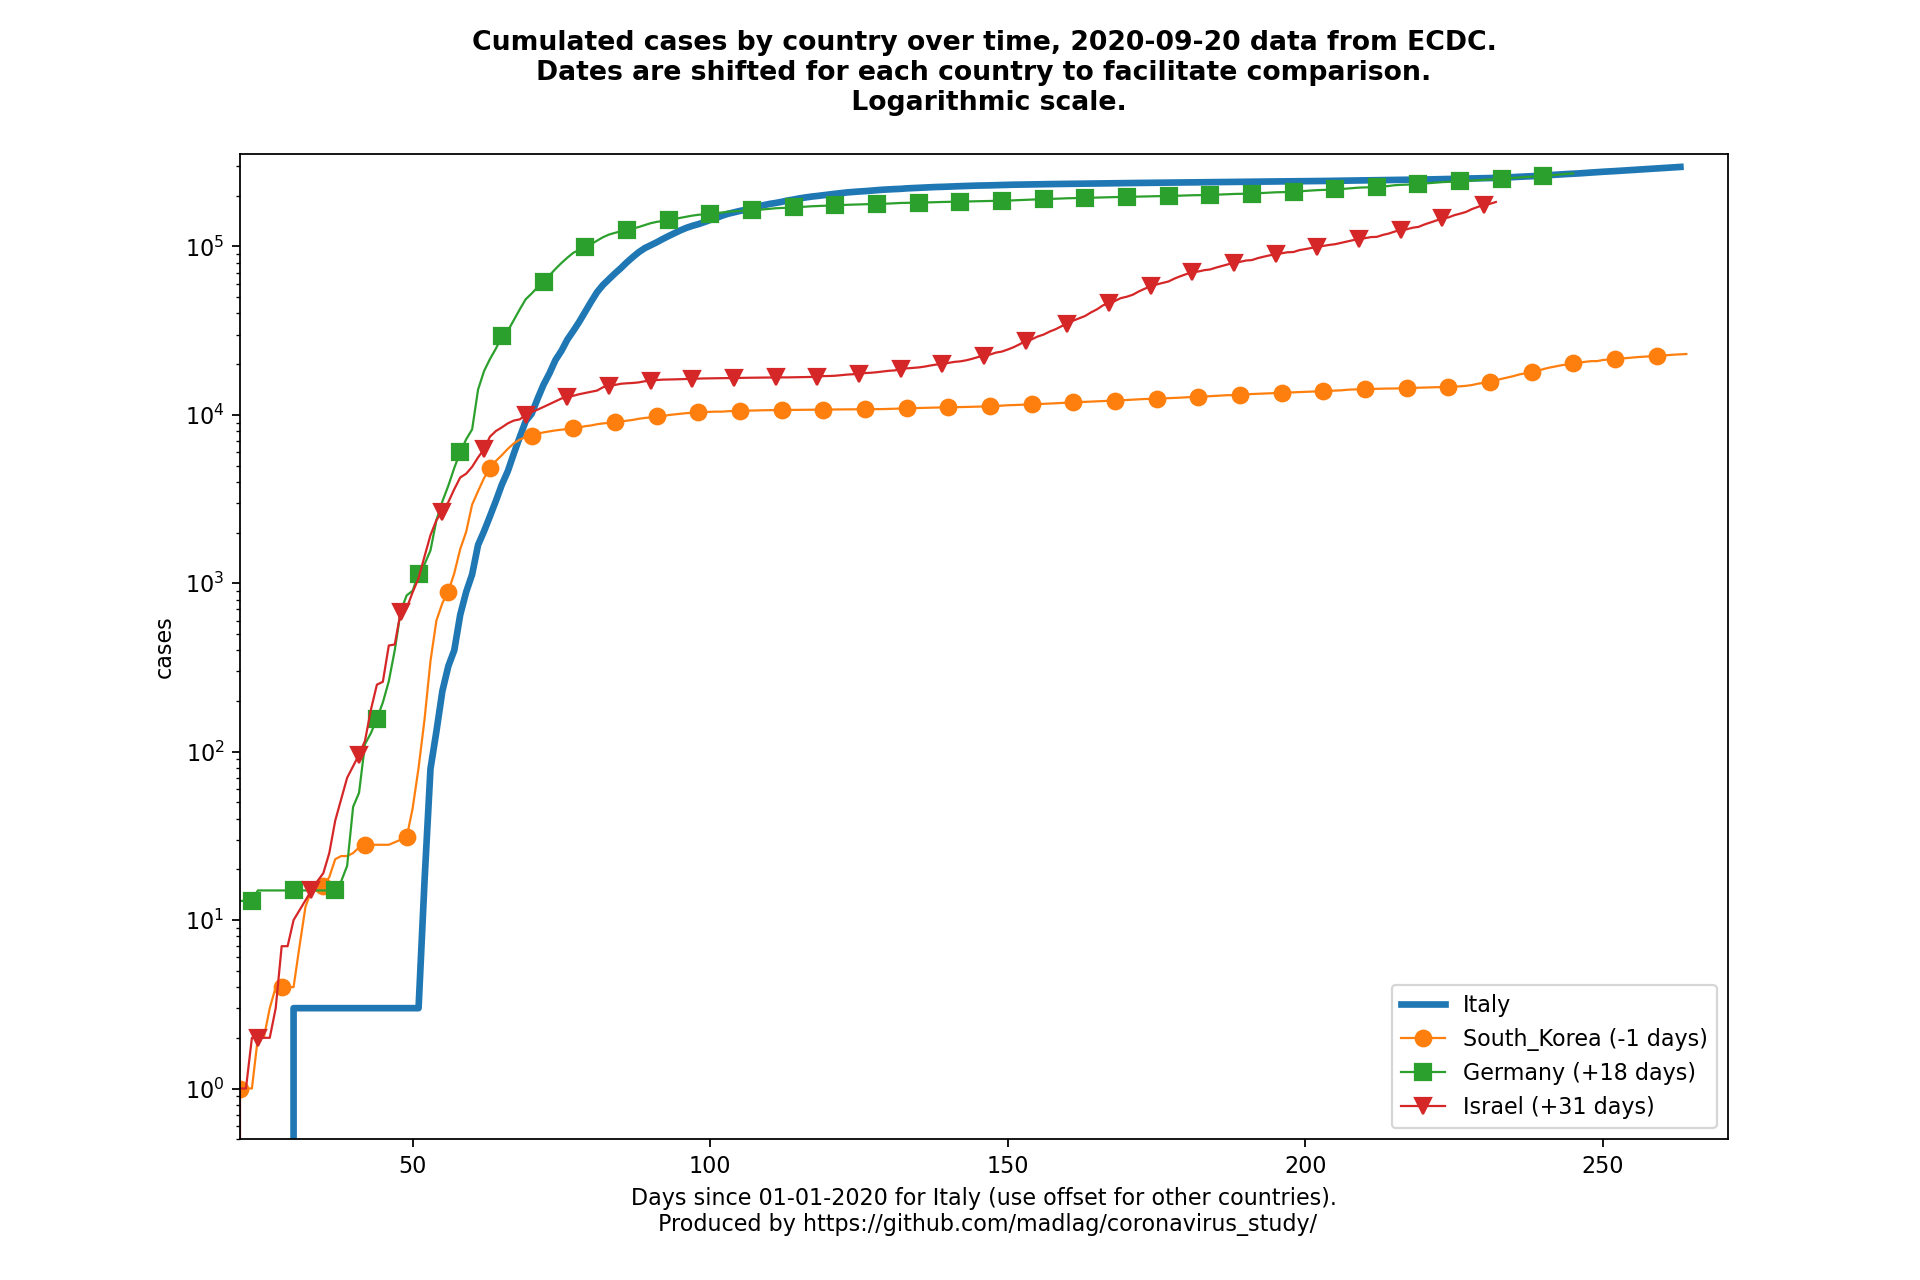 Cumulated cases by country over time, 2020-09-20 data from ECDC.
Dates are shifted for each country to facilitate comparison.
Logarithmic scale.
10^5
10^4
10^3
10^2
10^1
10^0
cases
50 100 150 200 250
Italy
South_Korea (-1 days)
Germany (+18 days)
Israel (+31 days)
Days since 01-01-2020 for Italy (use offset for other countries).
Produced by https://github.com/madlag/coronavirus_study/